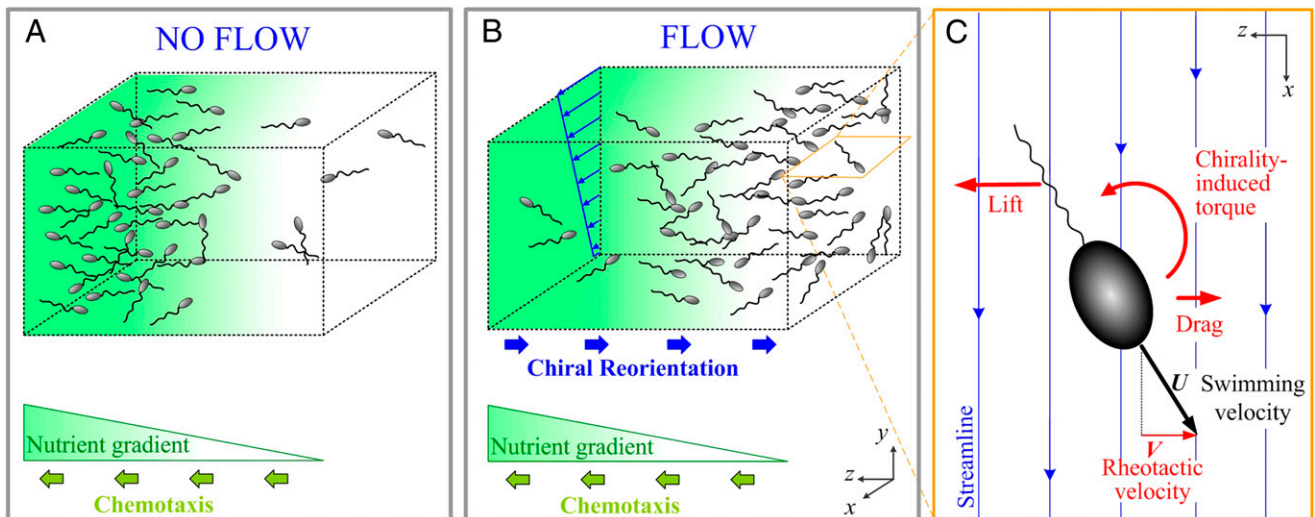 A
NO FLOW
Nutrient gradient
Chemotaxis
B
FLOW
Chiral Reorientation
Nutrient gradient
Chemotaxis
y
z
x
C
z
x
Chirality-
induced
torque
Lift
Drag
U Swimming
velocity
V
Rheotactic
velocity
Streamline